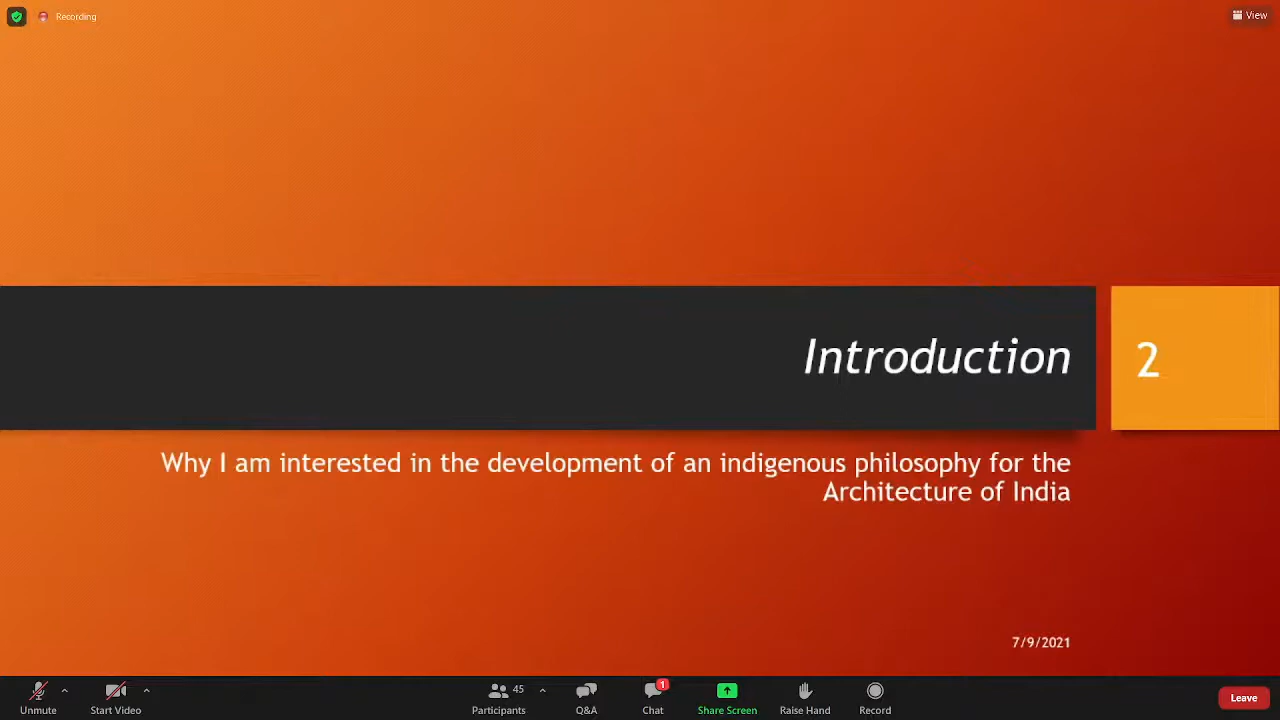 Recording
View
Introduction
2
Why I am interested in the development of an indigenous philosophy for the
Architecture of India
7/9/2021
45
1
Unmute
Start Video
Participants
Q&A
Chat
Share Screen
Raise Hand
Record
Leave